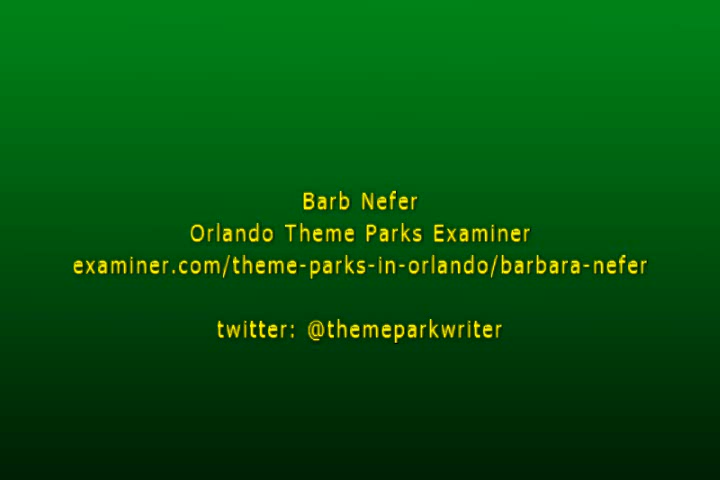 Barb Nefer
Orlando Theme Parks Examiner
examiner.com/theme-parks-in-orlando/barbara-nefer
twitter: @themeparkwriter